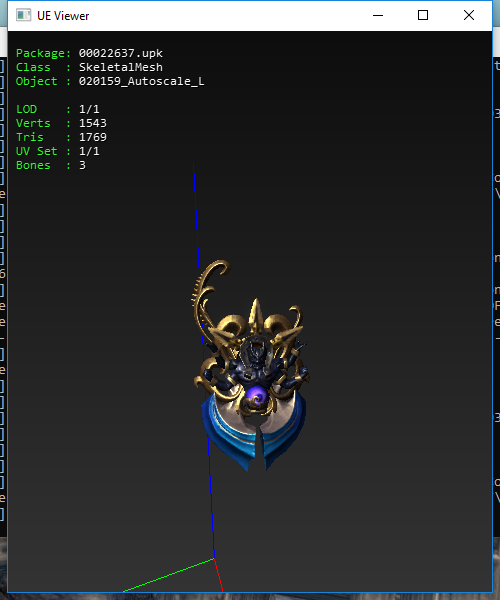 UE Viewer
Package: 00022637.upk
Class : SkeletalMesh
Object : 020159_Autoscale_L
LOD : 1/1
Verts : 1543
Tris : 1769
UV Set : 1/1
Bones : 3